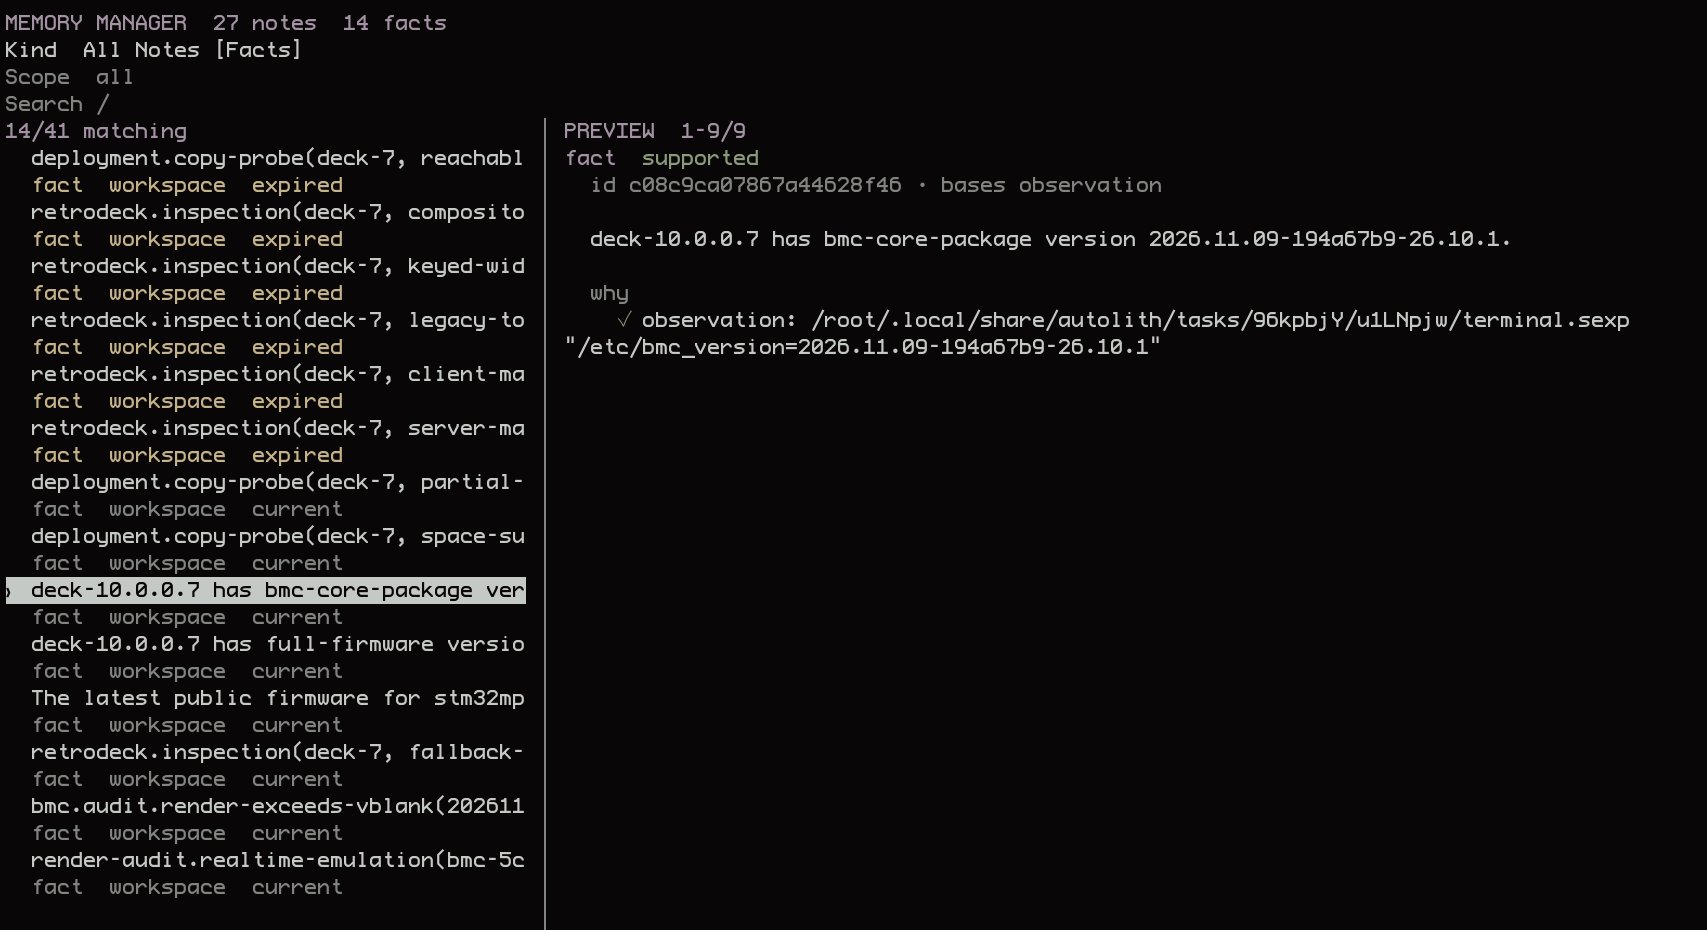 MEMORY MANAGER  27 notes  14 facts
Kind  All Notes [Facts]
Scope  all
Search /
14/41 matching
deployment.copy-probe(deck-7, reachabl
fact  workspace  expired
retrodeck.inspection(deck-7, composito
fact  workspace  expired
retrodeck.inspection(deck-7, keyed-wid
fact  workspace  expired
retrodeck.inspection(deck-7, legacy-to
fact  workspace  expired
retrodeck.inspection(deck-7, client-ma
fact  workspace  expired
retrodeck.inspection(deck-7, server-ma
fact  workspace  expired
deployment.copy-probe(deck-7, partial-
fact  workspace  current
deployment.copy-probe(deck-7, space-su
fact  workspace  current
› deck-10.0.0.7 has bmc-core-package ver
fact  workspace  current
deck-10.0.0.7 has full-firmware versio
fact  workspace  current
The latest public firmware for stm32mp
fact  workspace  current
retrodeck.inspection(deck-7, fallback-
fact  workspace  current
bmc.audit.render-exceeds-vblank(202611
fact  workspace  current
render-audit.realtime-emulation(bmc-5c
fact  workspace  current
PREVIEW  1-9/9
fact  supported
id c08c9ca07867a44628f46 · bases observation
deck-10.0.0.7 has bmc-core-package version 2026.11.09-194a67b9-26.10.1.
why
✓ observation: /root/.local/share/autolith/tasks/96kpbjY/u1LNpjw/terminal.sexp
"/etc/bmc_version=2026.11.09-194a67b9-26.10.1"